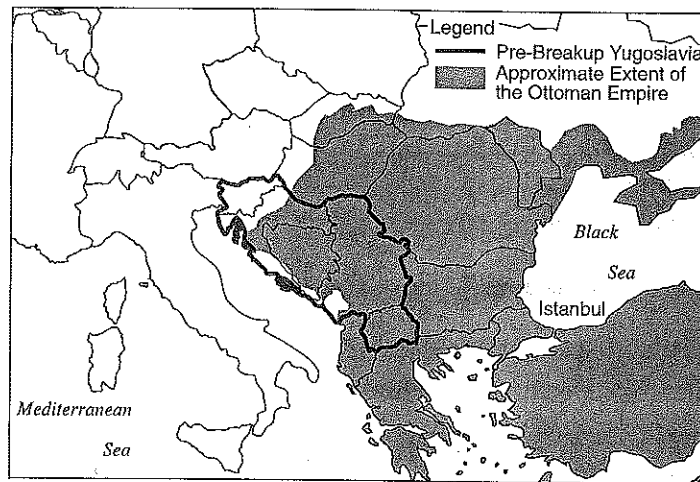 Legend
Pre-Breakup Yugoslavia
Approximate Extent of
the Ottoman Empire
Black
Sea
Istanbul
Mediterranean
Sea